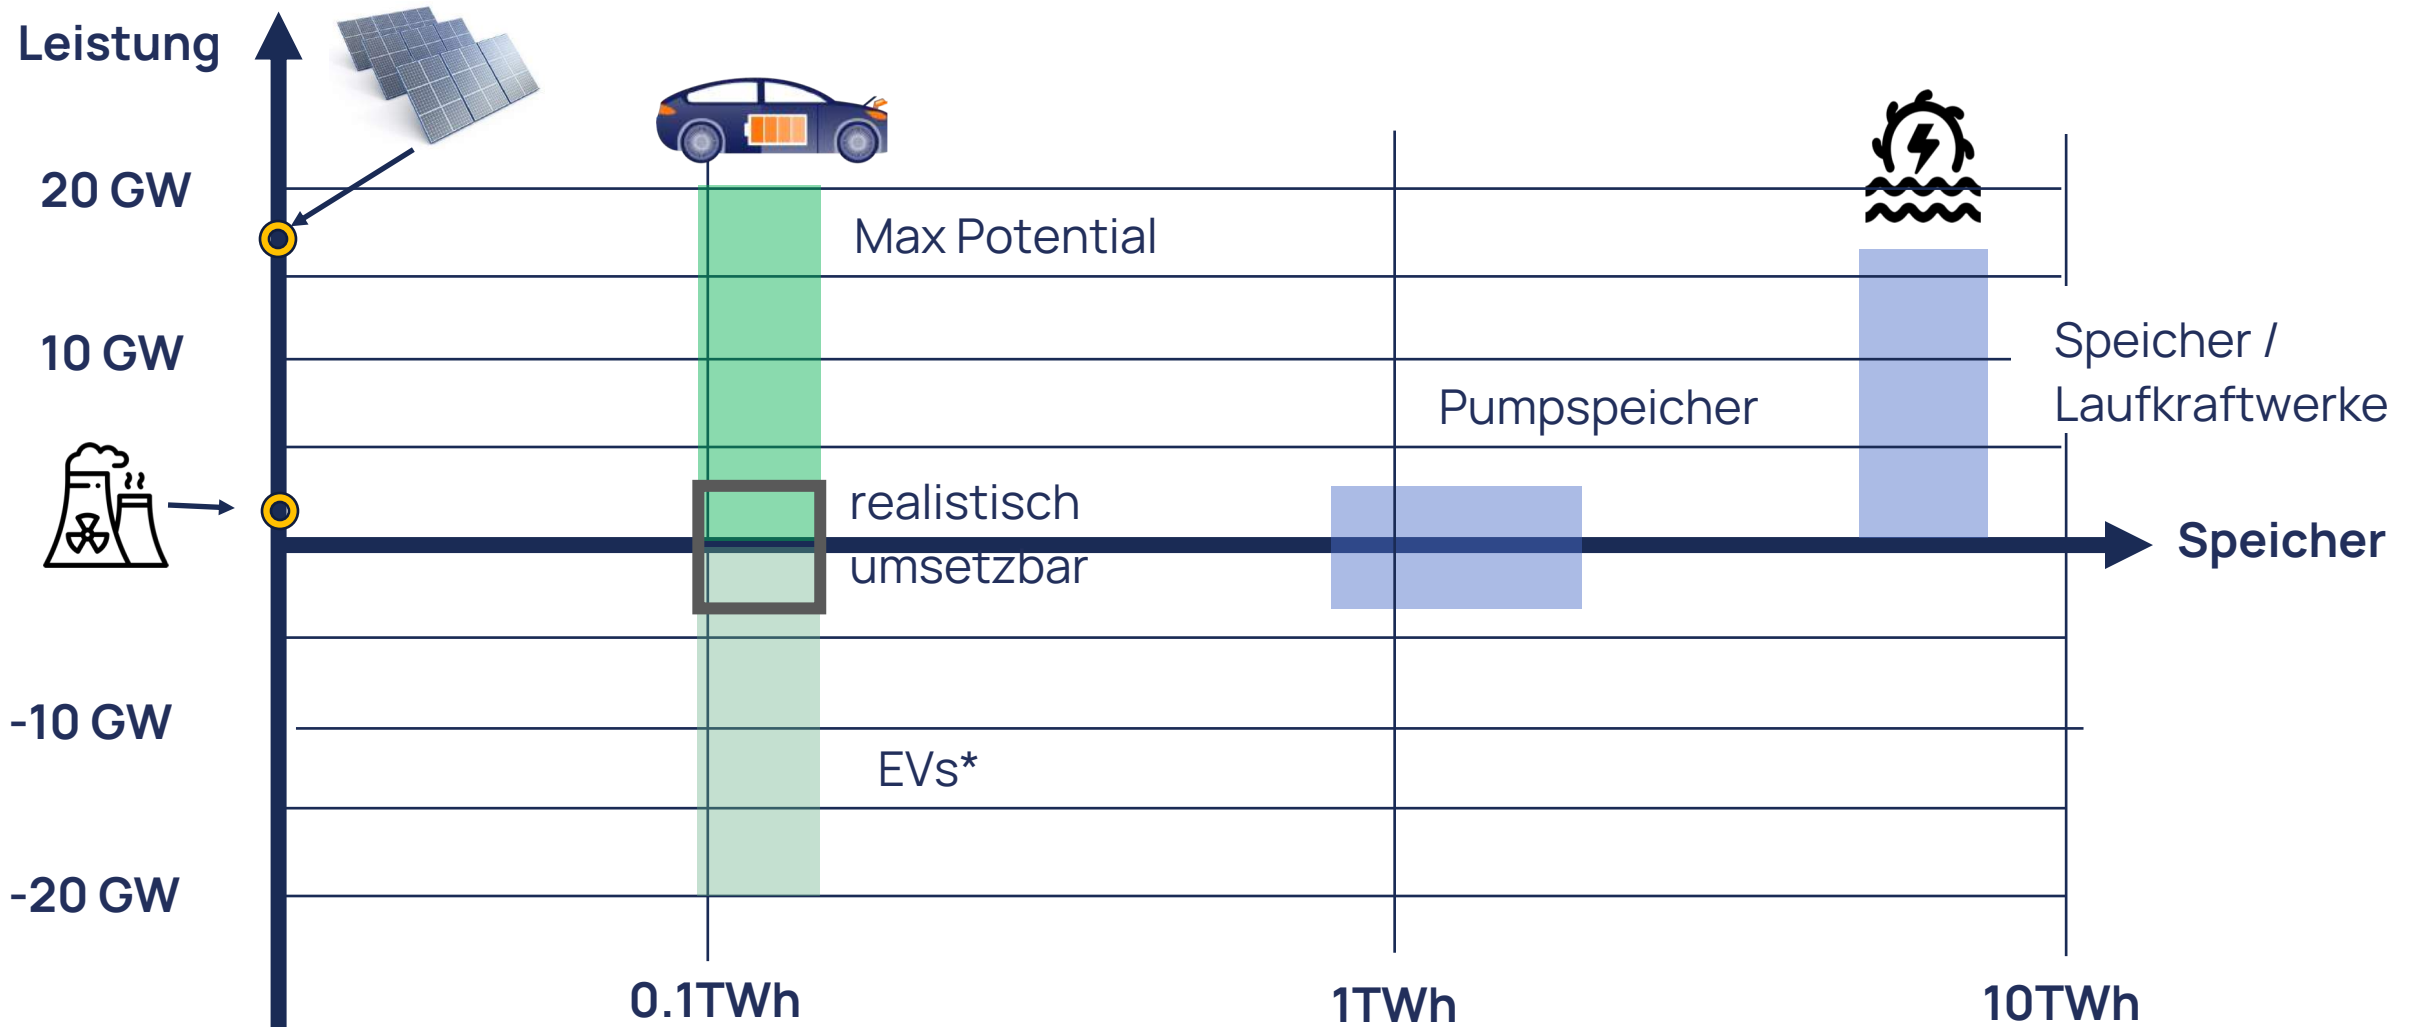 Leistung
20 GW
Max Potential
10 GW
Speicher /
Laufkraftwerke
Pumpspeicher
realistisch
umsetzbar
Speicher
-10 GW
EVs*
-20 GW
0.1TWh
1TWh
10TWh